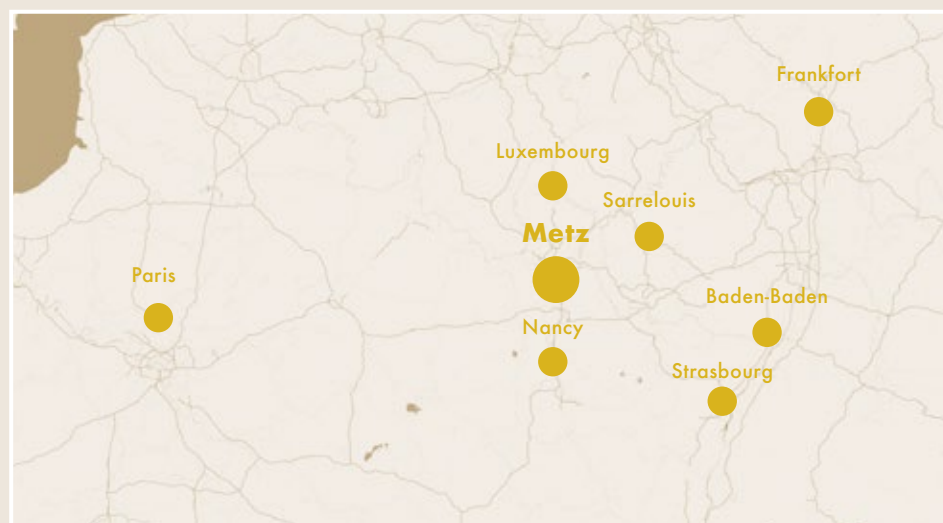 Frankfort
Luxembourg
Sarrelouis
Metz
Paris
Baden-Baden
Nancy
Strasbourg